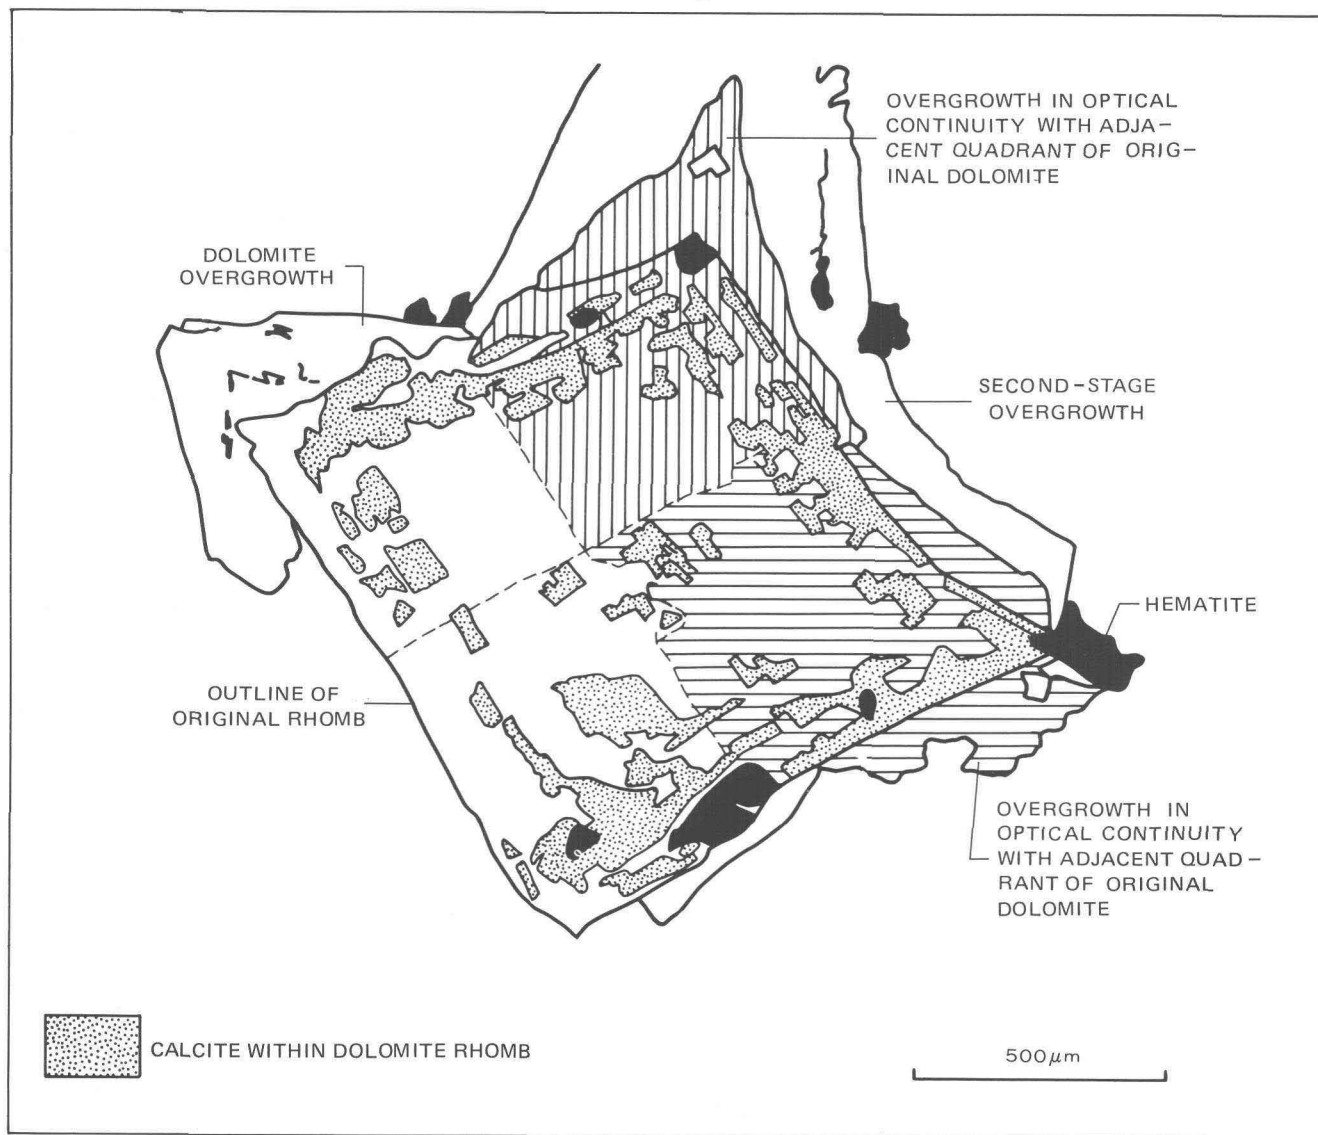 OVERGROWTH IN OPTICAL
CONTINUITY WITH ADJA-
CENT QUADRANT OF ORIG-
INAL DOLOMITE
DOLOMITE
OVERGROWTH
SECOND-STAGE
OVERGROWTH
HEMATITE
OUTLINE OF
ORIGINAL RHOMB
OVERGROWTH IN
OPTICAL CONTINUITY
WITH ADJACENT QUAD-
RANT OF ORIGINAL
DOLOMITE
CALCITE WITHIN DOLOMITE RHOMB
500μm